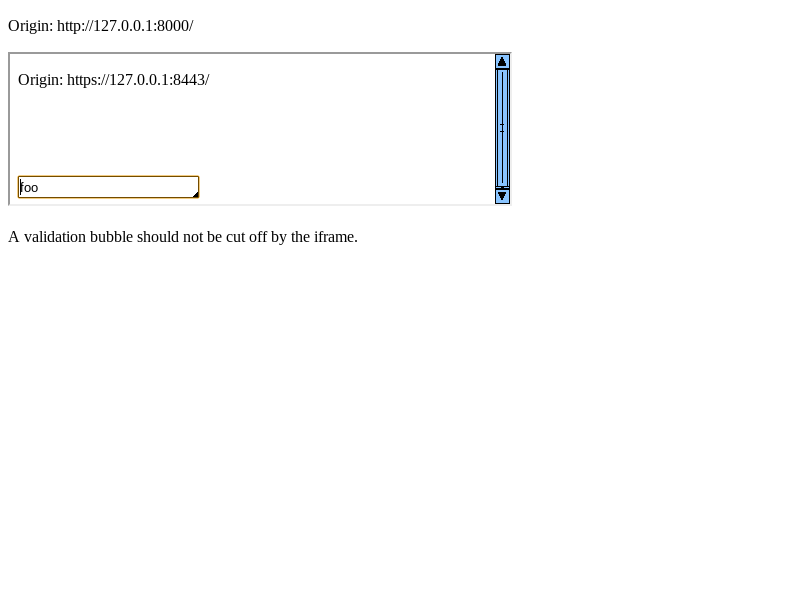 Origin: http://127.0.0.1:8000/
Origin: https://127.0.0.1:8443/
foo
A validation bubble should not be cut off by the iframe.